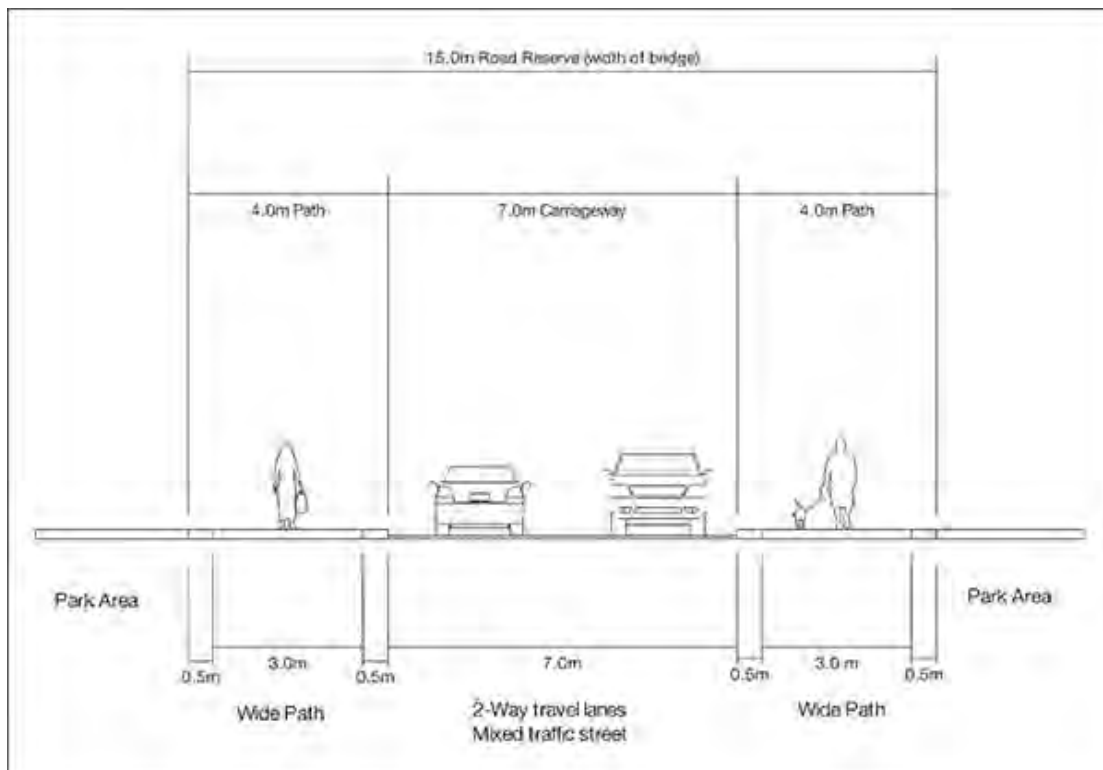 15.0m Road Reserve (width of bridge)
4.0m Path
7.0m Carriageway
4.0m Path
Park Area
Park Area
0.5m
3.0m
0.5m
7.0m
0.5m
3.0 m
0.5m
Wide Path
2-Way travel lanes
Mixed traffic street
Wide Path